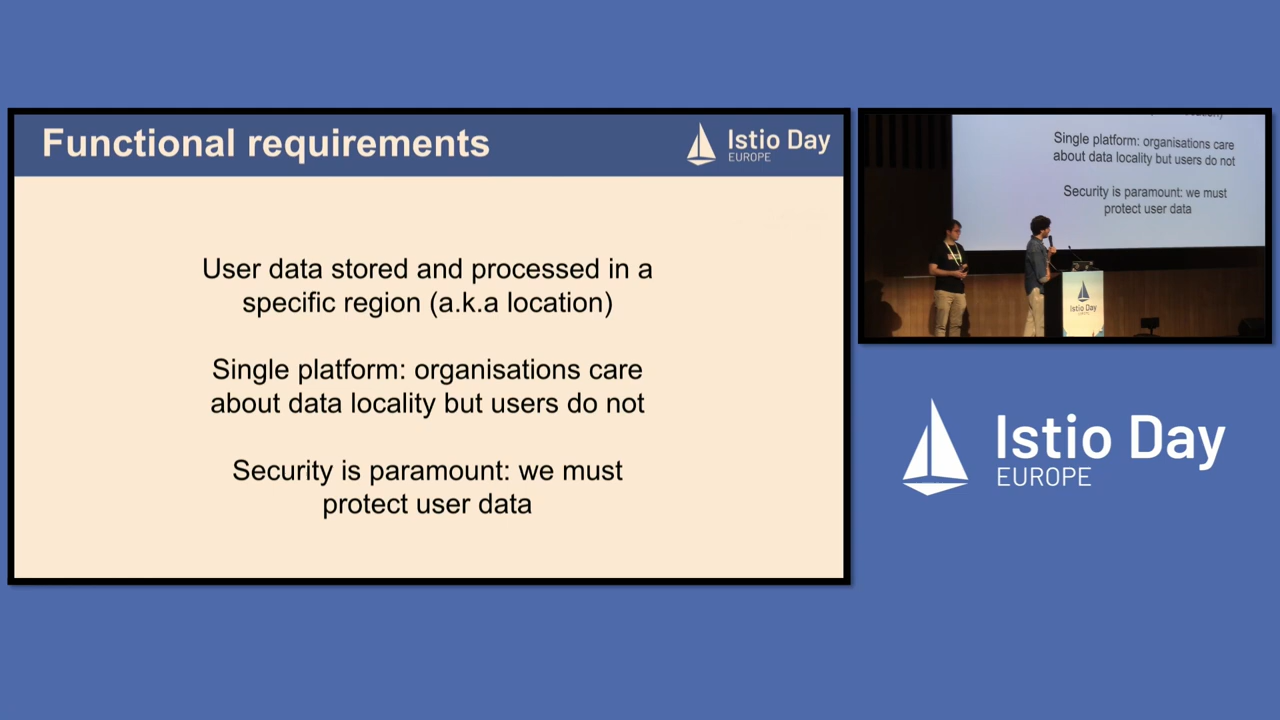 Functional requirements
Istio Day
EUROPE
User data stored and processed in a
specific region (a.k.a location)
Single platform: organisations care
about data locality but users do not
Security is paramount: we must
protect user data
Single platform: organisations care
about data locality but users do not
Security is paramount: we must
protect user data
Istio Day
Istio Day
EUROPE